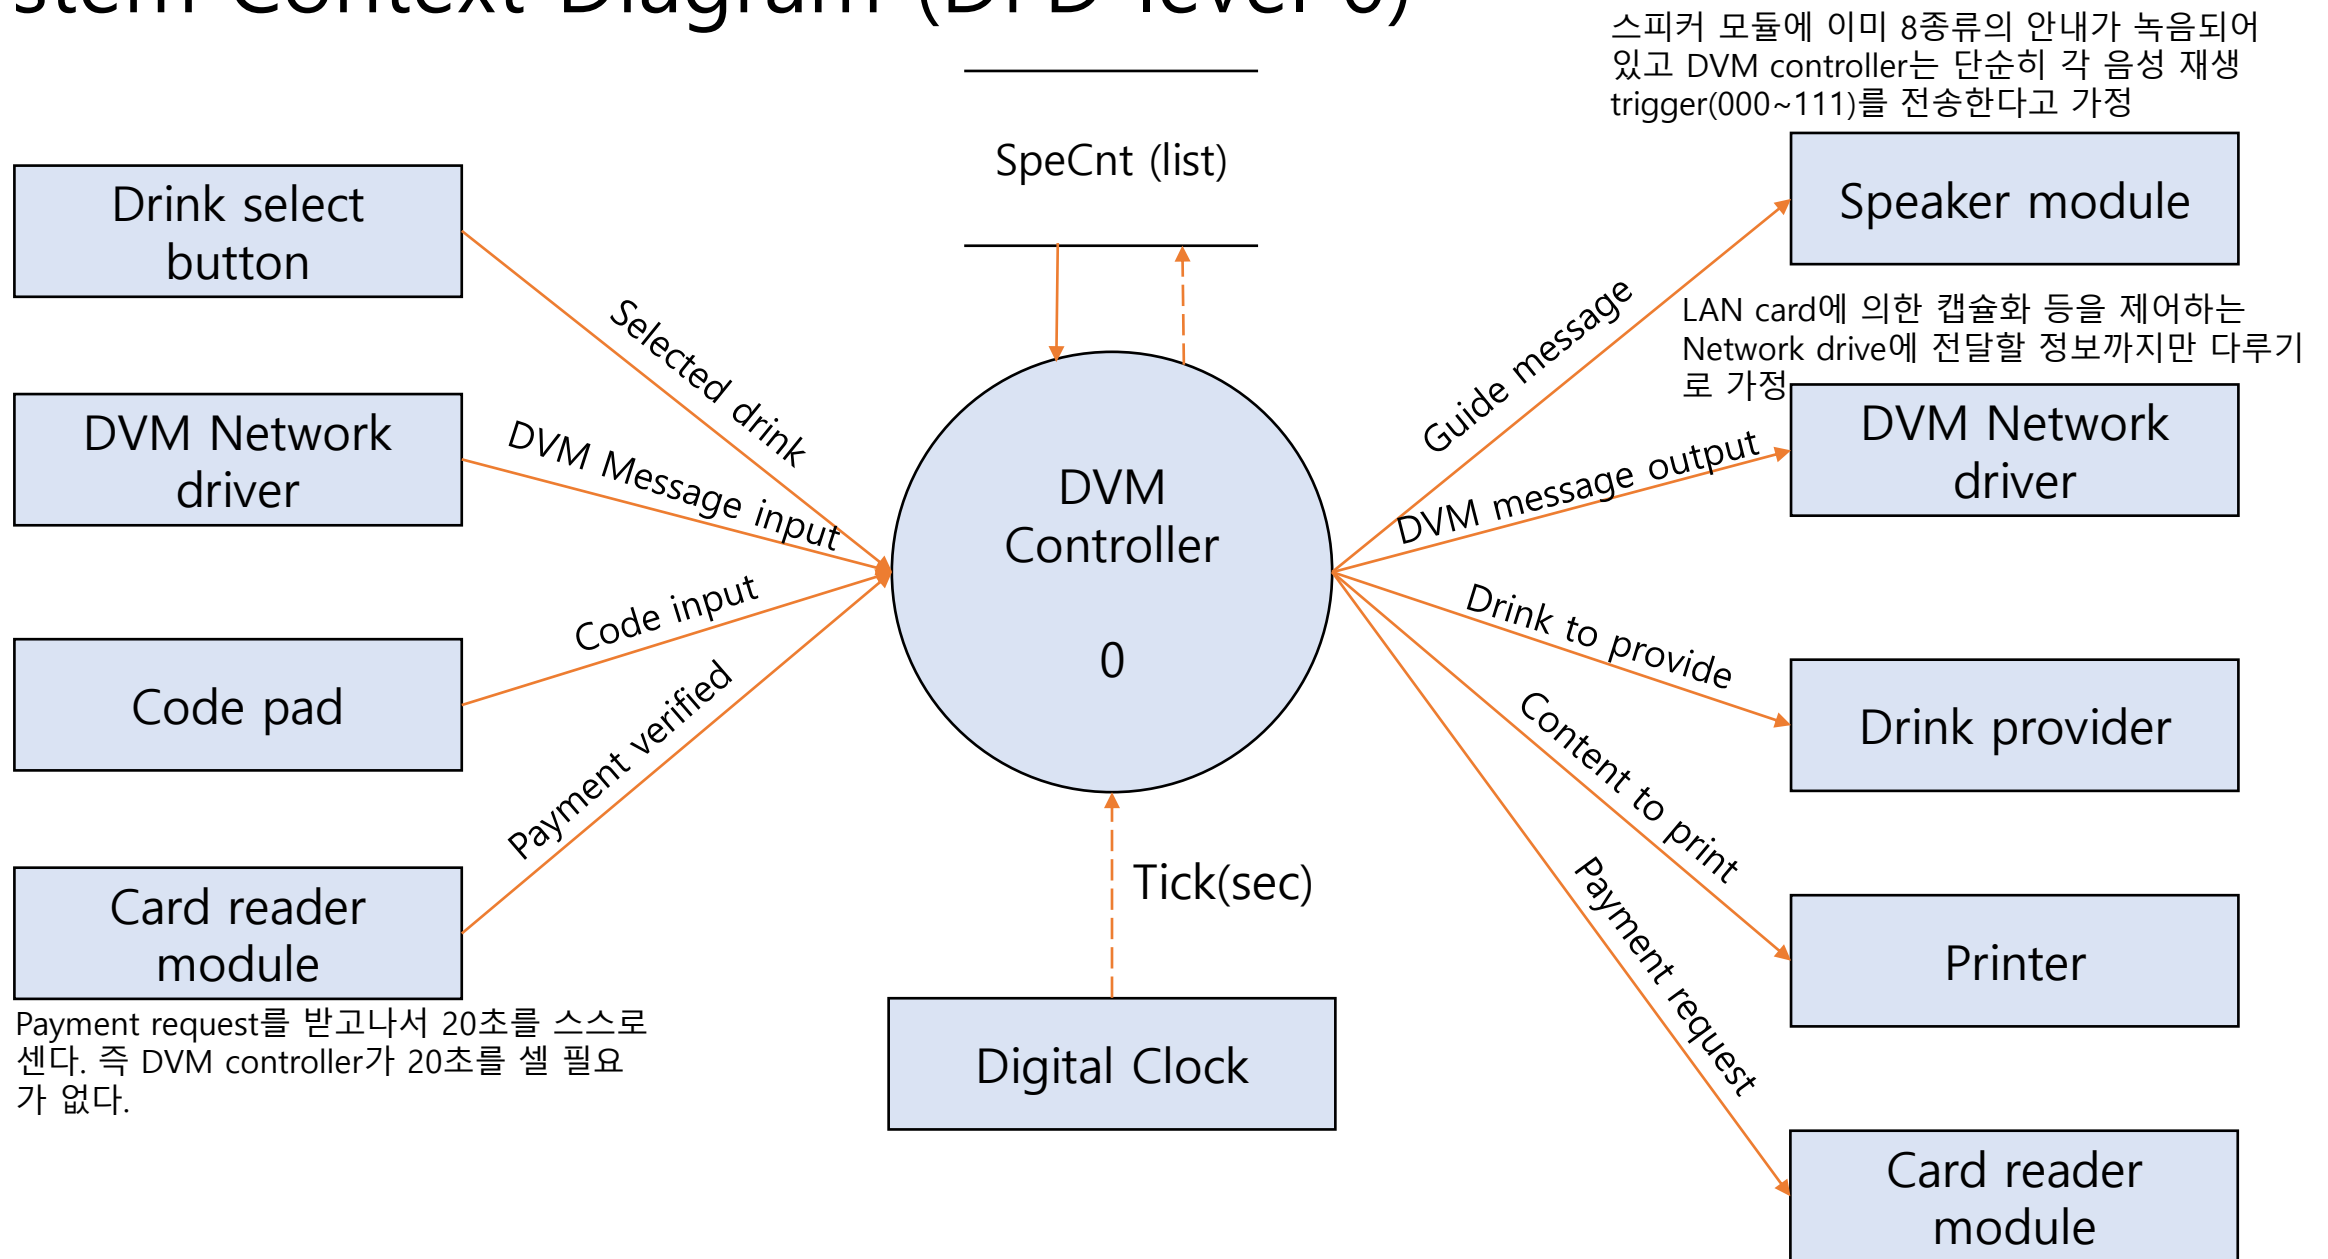 stem Context Diagram (DFD level 0)
스피커 모듈에 이미 8종류의 안내가 녹음되어
있고 DVM controller는 단순히 각 음성 재생
trigger(000~111)를 전송한다고 가정
SpeCnt (list)
Drink select
button
Speaker module
Selected drink
Guide message
LAN card에 의한 캡슐화 등을 제어하는
Network drive에 전달할 정보까지만 다루기
로 가정
DVM Network
driver
DVM Message input
DVM
Controller
0
DVM message output
DVM Network
driver
Code input
Code pad
Drink to provide
Drink provider
Payment verified
Content to print
Card reader
module
Tick(sec)
Printer
Payment request
Payment request를 받고나서 20초를 스스로
센다. 즉 DVM controller가 20초를 셀 필요
가 없다.
Digital Clock
Card reader
module